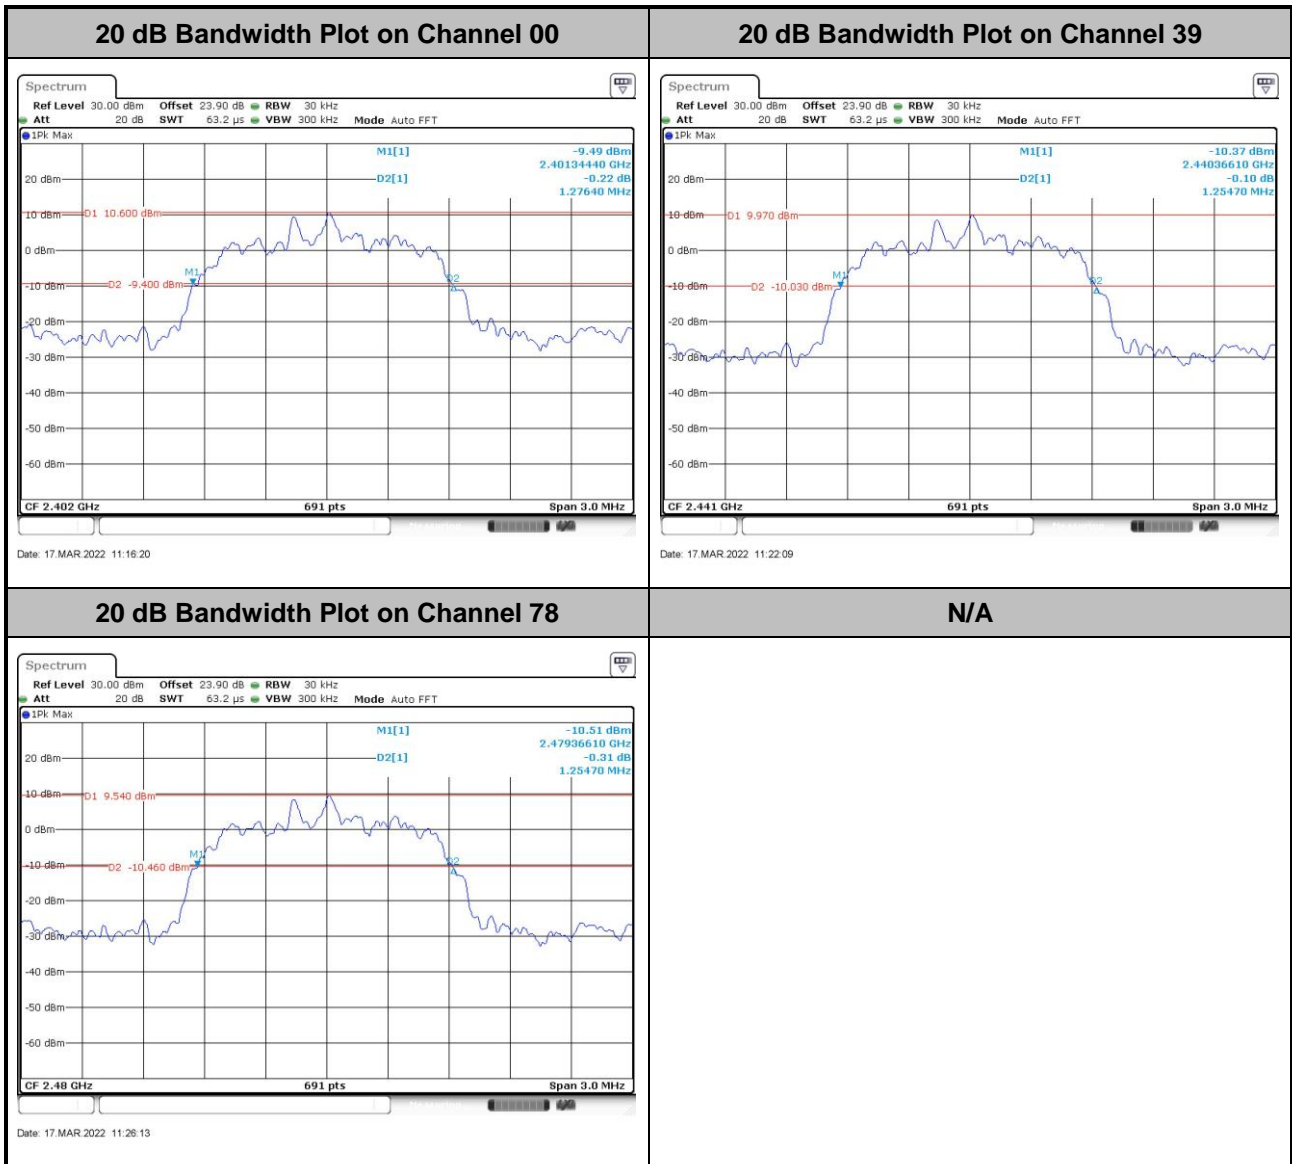 20 dB Bandwidth Plot on Channel 00
20 dB Bandwidth Plot on Channel 39
Spectrum
Ref Level 30.00 dBm Offset 23.90 dB RBW 30 kHz
Att 20 dB SWT 63.2 µs VBW 300 kHz Mode Auto FFT
1Pk Max
M1[1] -9.49 dBm
2.40134440 GHz
D2[1] -0.22 dB
1.27640 MHz
20 dBm
10 dBm
D1 10.600 dBm
0 dBm
M1
D2
-10 dBm
D2 -9.400 dBm
-20 dBm
-30 dBm
-40 dBm
-50 dBm
-60 dBm
CF 2.402 GHz 691 pts Span 3.0 MHz
Date: 17.MAR.2022 11:16:20
Spectrum
Ref Level 30.00 dBm Offset 23.90 dB RBW 30 kHz
Att 20 dB SWT 63.2 µs VBW 300 kHz Mode Auto FFT
1Pk Max
M1[1] -10.37 dBm
2.44036610 GHz
D2[1] -0.10 dB
1.25470 MHz
20 dBm
10 dBm
D1 9.970 dBm
0 dBm
M1
D2
-10 dBm
D2 -10.030 dBm
-20 dBm
-30 dBm
-40 dBm
-50 dBm
-60 dBm
CF 2.441 GHz 691 pts Span 3.0 MHz
Date: 17.MAR.2022 11:22:09
20 dB Bandwidth Plot on Channel 78
N/A
Spectrum
Ref Level 30.00 dBm Offset 23.90 dB RBW 30 kHz
Att 20 dB SWT 63.2 µs VBW 300 kHz Mode Auto FFT
1Pk Max
M1[1] -10.51 dBm
2.47936610 GHz
D2[1] -0.31 dB
1.25470 MHz
20 dBm
10 dBm
D1 9.540 dBm
0 dBm
M1
D2
-10 dBm
D2 -10.460 dBm
-20 dBm
-30 dBm
-40 dBm
-50 dBm
-60 dBm
CF 2.48 GHz 691 pts Span 3.0 MHz
Date: 17.MAR.2022 11:26:13